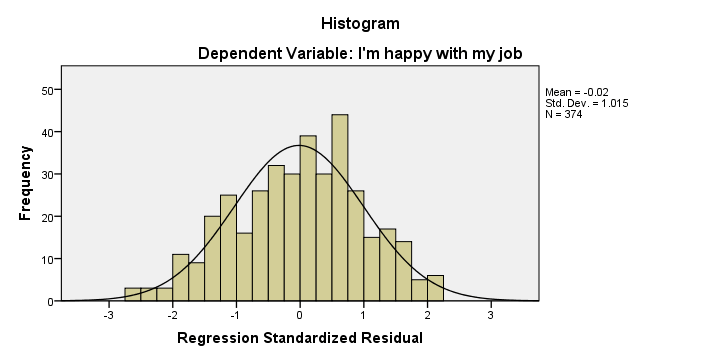 Histogram
Dependent Variable: I'm happy with my job
Mean = -0.02
Std. Dev. = 1.015
N = 374
50
40
30
20
10
0
Frequency
-3 -2 -1 0 1 2 3
Regression Standardized Residual